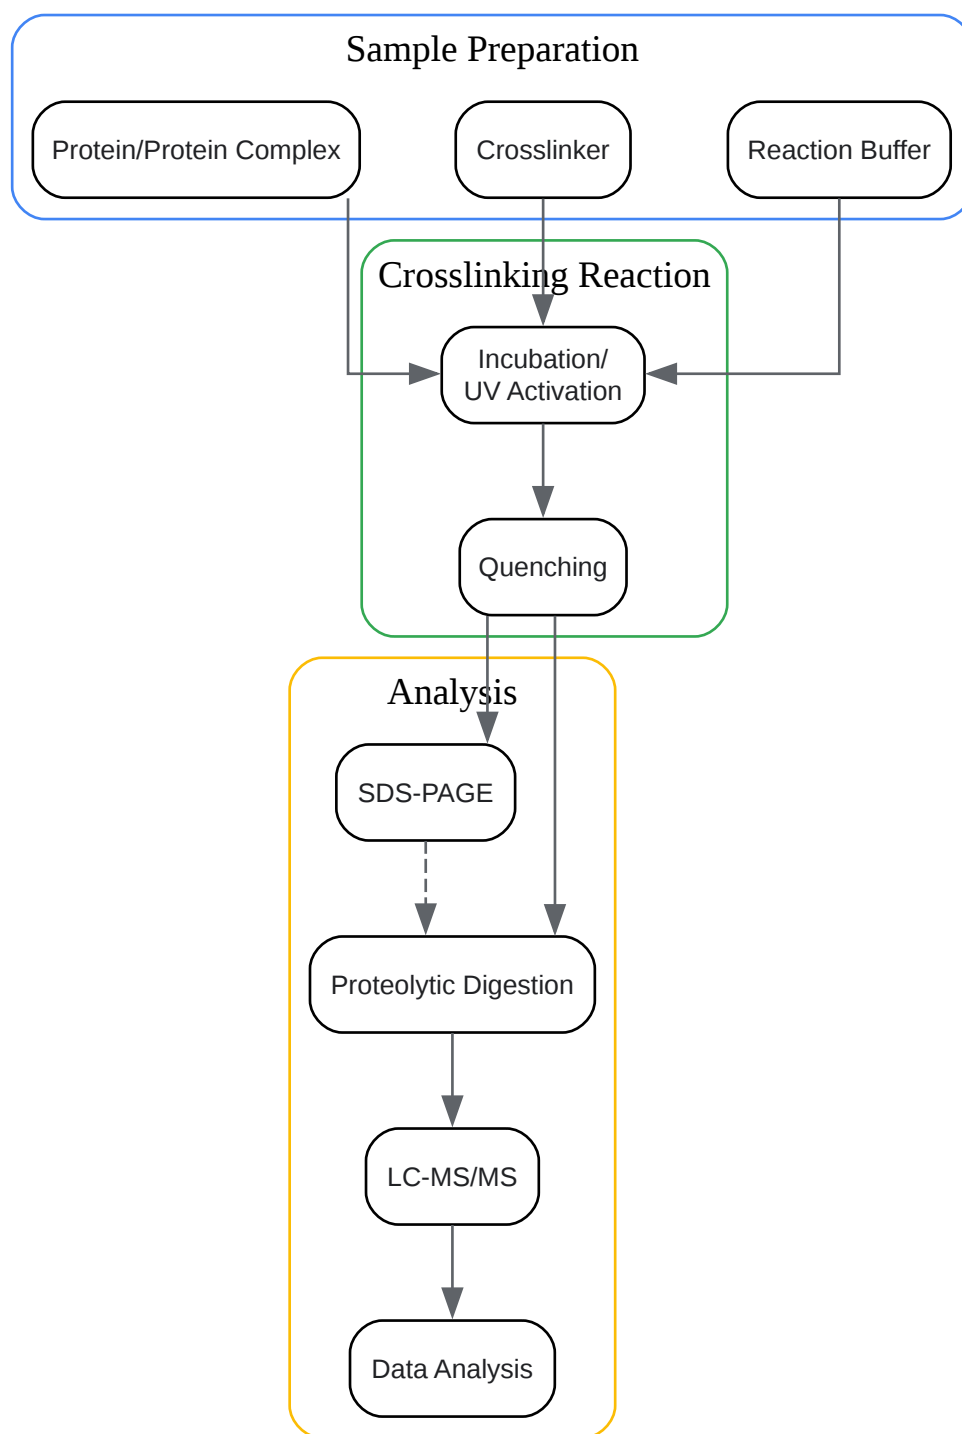 Sample Preparation
Protein/Protein Complex
Crosslinker
Reaction Buffer
Crosslinking Reaction
Incubation/
UV Activation
Quenching
Analysis
SDS-PAGE
Proteolytic Digestion
LC-MS/MS
Data Analysis